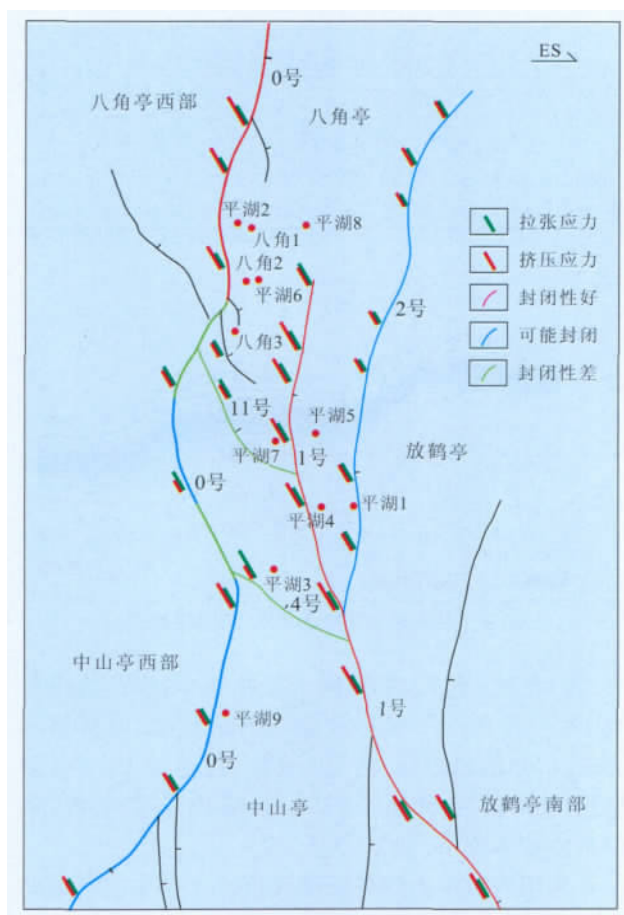 ES
0号
八角亭西部
八角亭
平湖2
平湖8
八角1
八角2
平湖6
八角3
2号
拉张应力
挤压应力
封闭性好
可能封闭
封闭性差
11号
平湖5
平湖7
1号
放鹤亭
0号
平湖4
平湖1
平湖3
4号
中山亭西部
平湖9
1号
0号
中山亭
放鹤亭南部